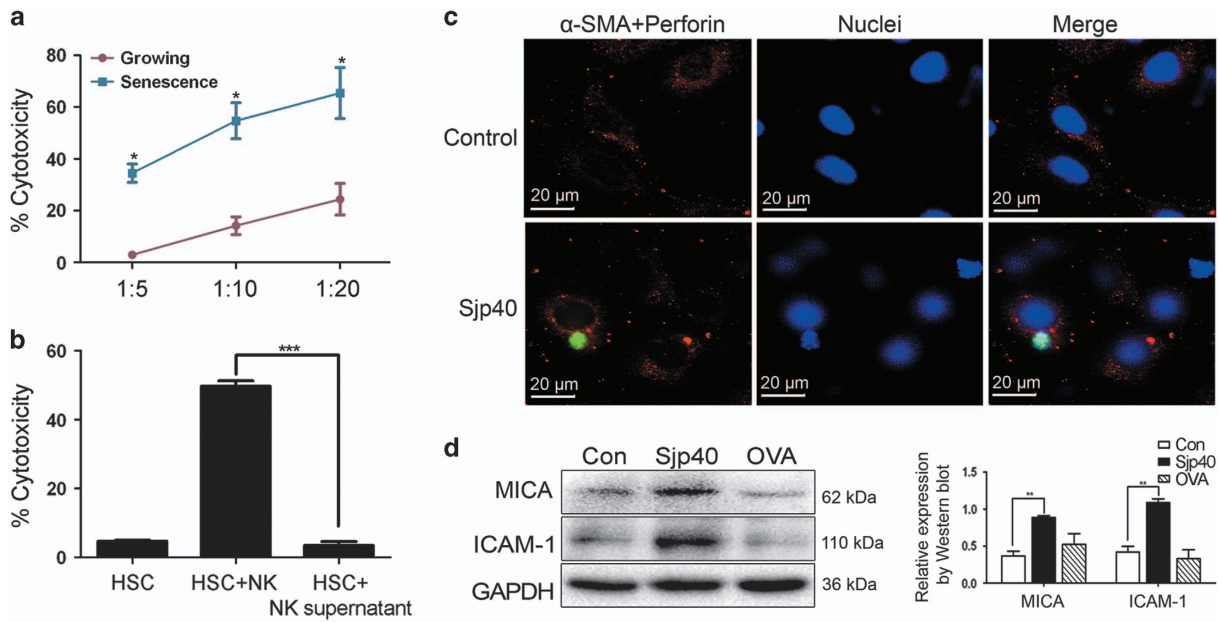 a
80
60
40
20
0
% Cytotoxicity
Growing
Senescence
*
*
*
1:5
1:10
1:20
b
60
40
20
0
% Cytotoxicity
***
HSC
HSC+NK
HSC+
NK supernatant
c
α-SMA+Perforin
Nuclei
Merge
Control
20 μm
20 μm
20 μm
Sjp40
20 μm
20 μm
20 μm
d
Con
Sjp40
OVA
MICA
62 kDa
ICAM-1
110 kDa
GAPDH
36 kDa
Relative expression
by Western blot
1.5
1.0
0.5
0.0
**
**
Con
Sjp40
OVA
MICA
ICAM-1